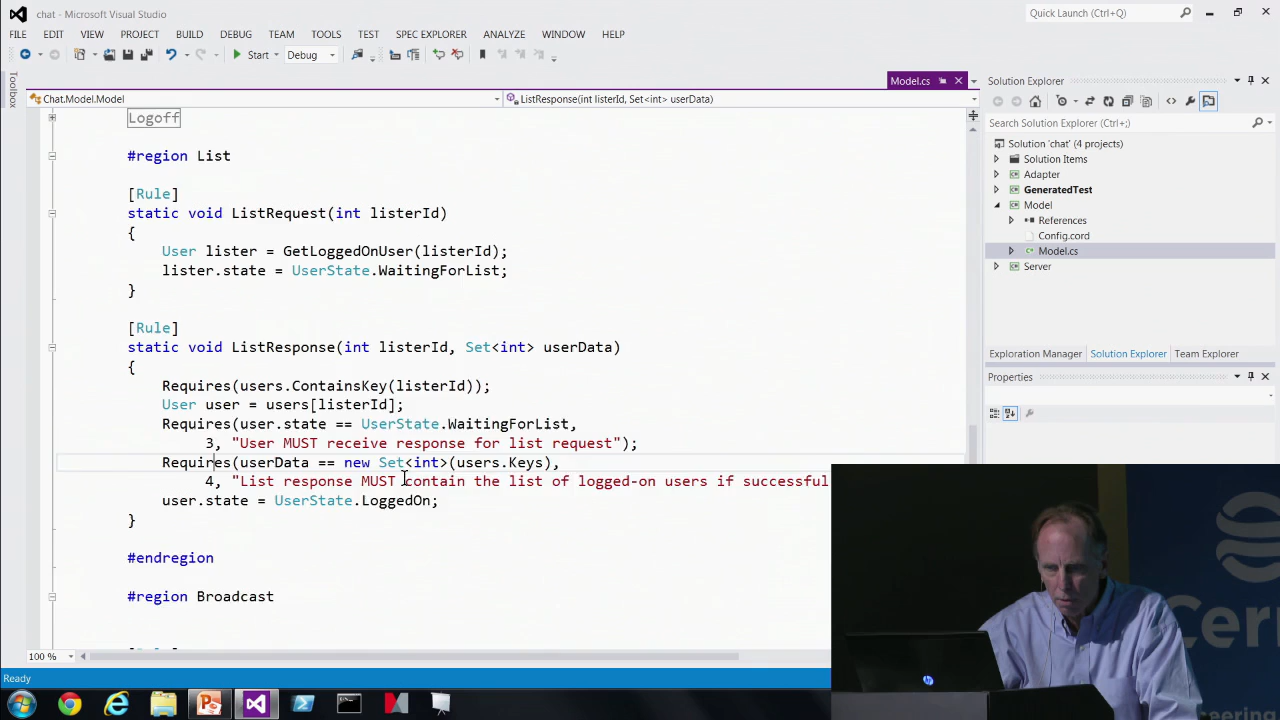 chat - Microsoft Visual Studio
Quick Launch (Ctrl+Q)
FILE EDIT VIEW PROJECT BUILD DEBUG TEAM TOOLS TEST SPEC EXPLORER ANALYZE WINDOW HELP
Start Debug
Toolbox
Model.cs
Chat.Model.Model
ListResponse(int listerId, Set<int> userData)
Logoff
#region List
[Rule]
static void ListRequest(int listerId)
{
User lister = GetLoggedOnUser(listerId);
lister.state = UserState.WaitingForList;
}
[Rule]
static void ListResponse(int listerId, Set<int> userData)
{
Requires(users.ContainsKey(listerId));
User user = users[listerId];
Requires(user.state == UserState.WaitingForList,
3, "User MUST receive response for list request");
Requires(userData == new Set<int>(users.Keys),
4, "List response MUST contain the list of logged-on users if successful
user.state = UserState.LoggedOn;
}
#endregion
#region Broadcast
100 %
Ready
Solution Explorer
Search Solution Explorer (Ctrl+;)
Solution 'chat' (4 projects)
Solution Items
Adapter
GeneratedTest
Model
References
Config.cord
Model.cs
Server
Exploration Manager Solution Explorer Team Explorer
Properties
hp